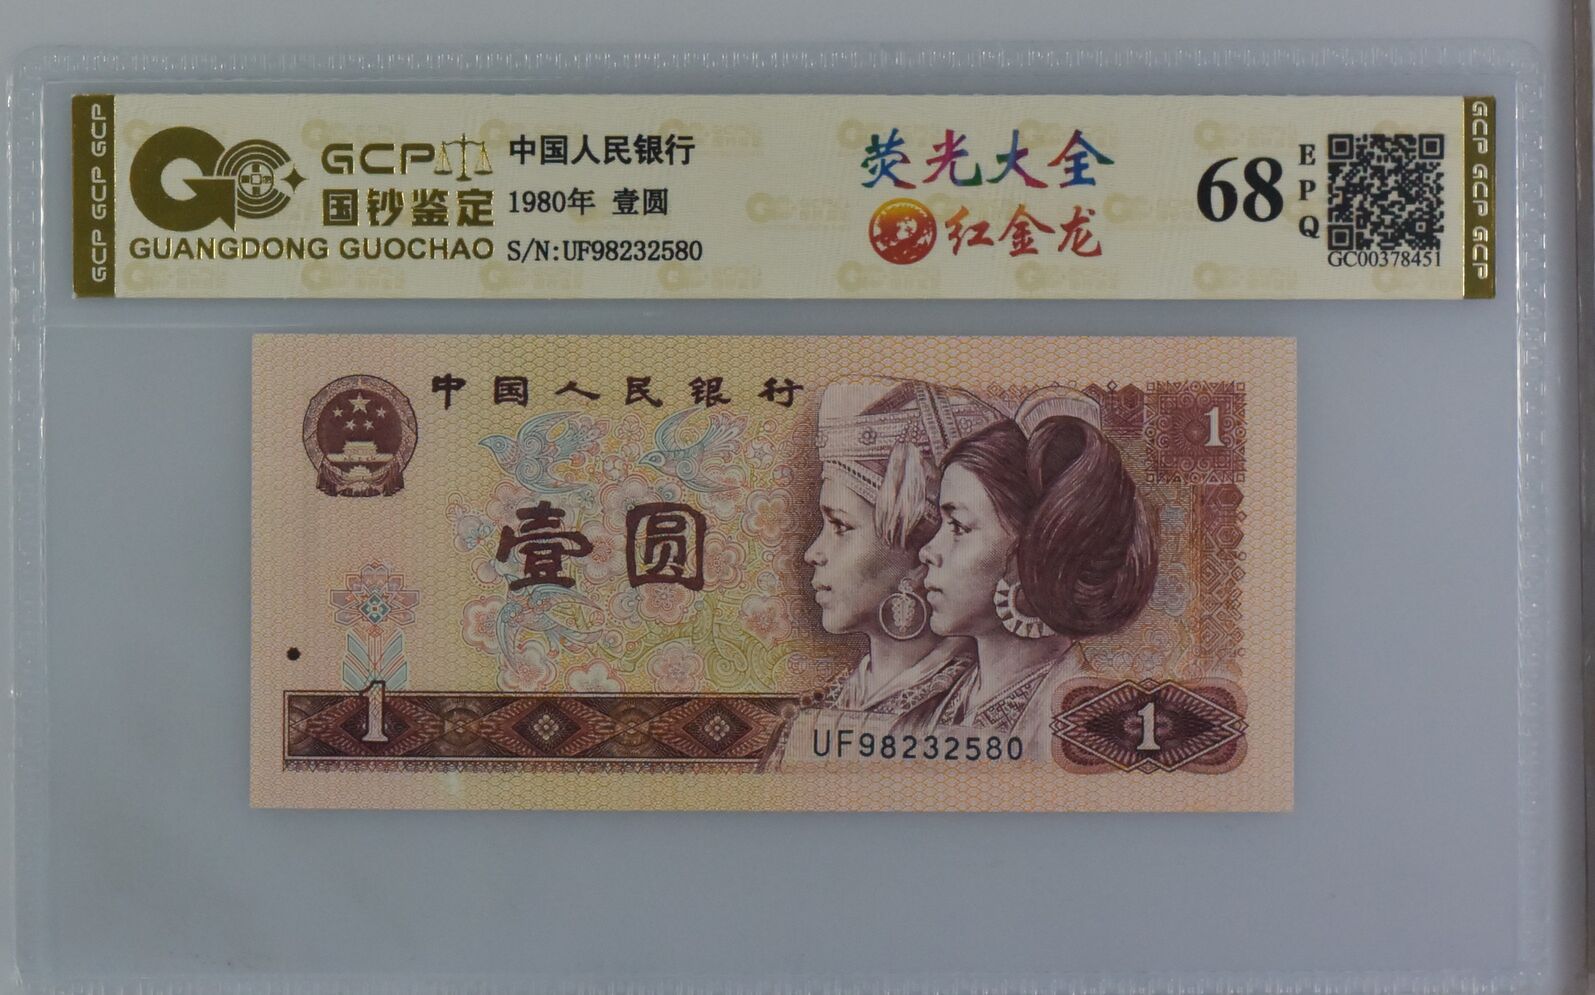 GCP GCP GCP
GCP
国钞鉴定
GUANGDONG GUOCHAO
中国人民银行
1980年 壹圆
S/N:UF98232580
荧光大全
红金龙
68
EPQ
GC00378451
GCP GCP GCP
中国人民银行
1
壹圆
1
UF98232580
1